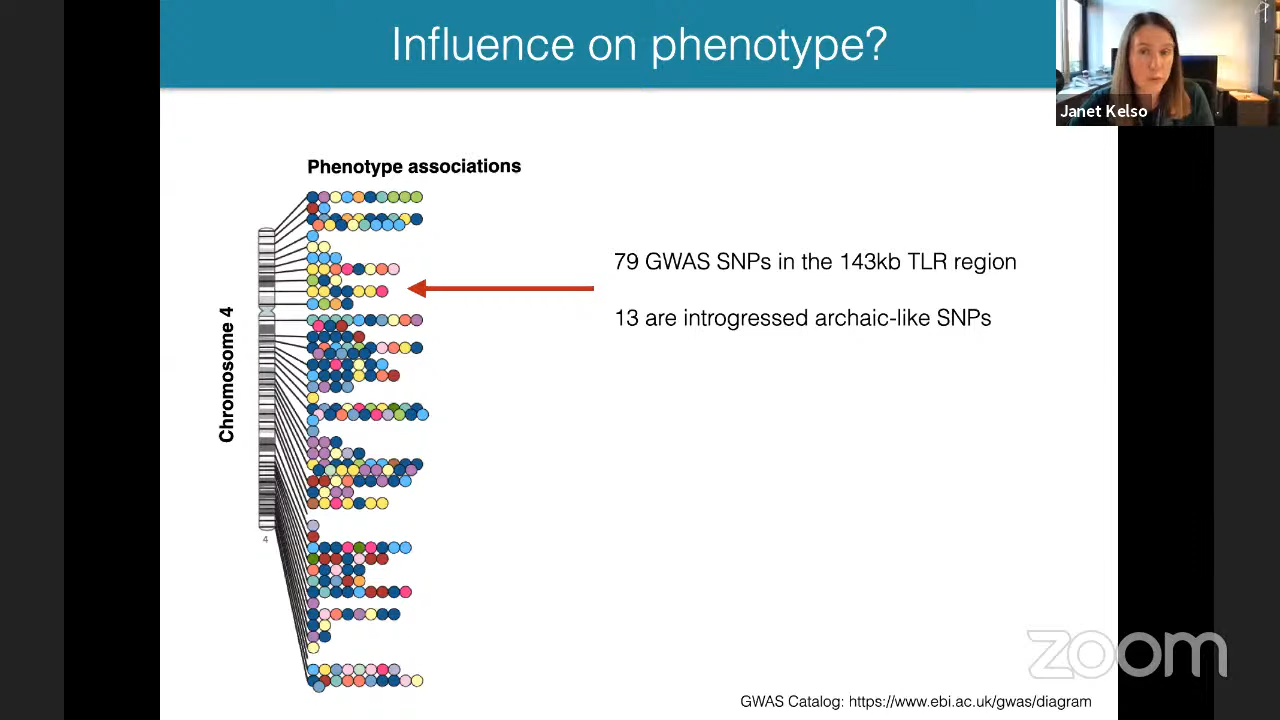 Influence on phenotype?
Janet Kelso
Phenotype associations
79 GWAS SNPs in the 143kb TLR region
13 are introgressed archaic-like SNPs
Chromosome 4
4
zoom
GWAS Catalog: https://www.ebi.ac.uk/gwas/diagram